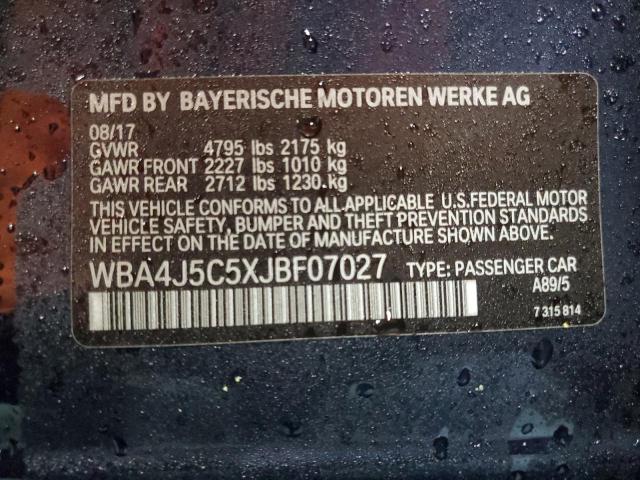 MFD BY BAYERISCHE MOTOREN WERKE AG
08/17
GVWR 4795 lbs 2175 kg
GAWR FRONT 2227 lbs 1010 kg
GAWR REAR 2712 lbs 1230 kg
THIS VEHICLE CONFORMS TO ALL APPLICABLE U.S.FEDERAL MOTOR
VEHICLE SAFETY, BUMPER AND THEFT PREVENTION STANDARDS
IN EFFECT ON THE DATE OF MANUFACTURE SHOWN ABOVE.
WBA4J5C5XJBF07027 TYPE: PASSENGER CAR
A89/5
7 315 814